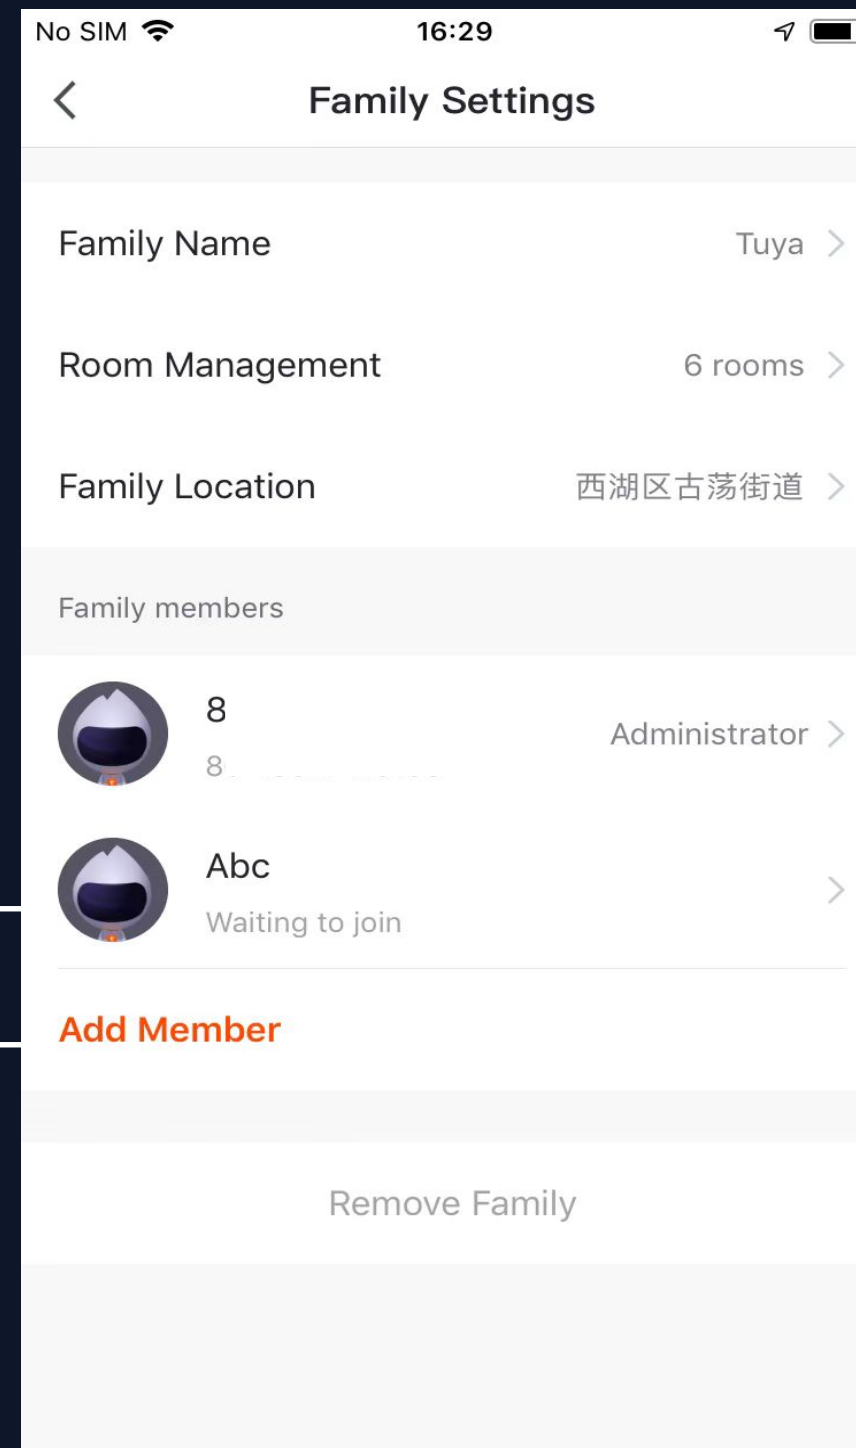 No SIM
16:29
Family Settings
Family Name
Tuya
Room Management
6 rooms
Family Location
西湖区古荡街道
Family members
8
8
Administrator
Abc
Waiting to join
Add Member
Remove Family